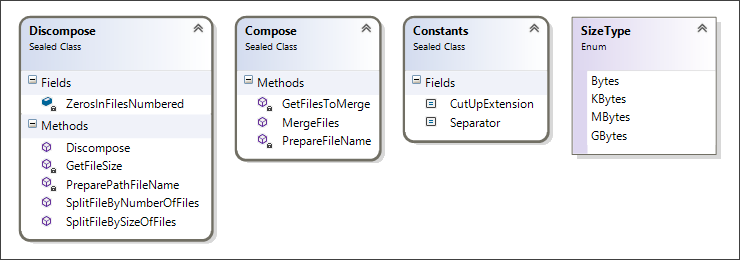 Discompose
Sealed Class
Fields
ZerosInFilesNumbered
Methods
Discompose
GetFileSize
PreparePathFileName
SplitFileByNumberOfFiles
SplitFileBySizeOfFiles
Compose
Sealed Class
Methods
GetFilesToMerge
MergeFiles
PrepareFileName
Constants
Sealed Class
Fields
CutUpExtension
Separator
SizeType
Enum
Bytes
KBytes
MBytes
GBytes